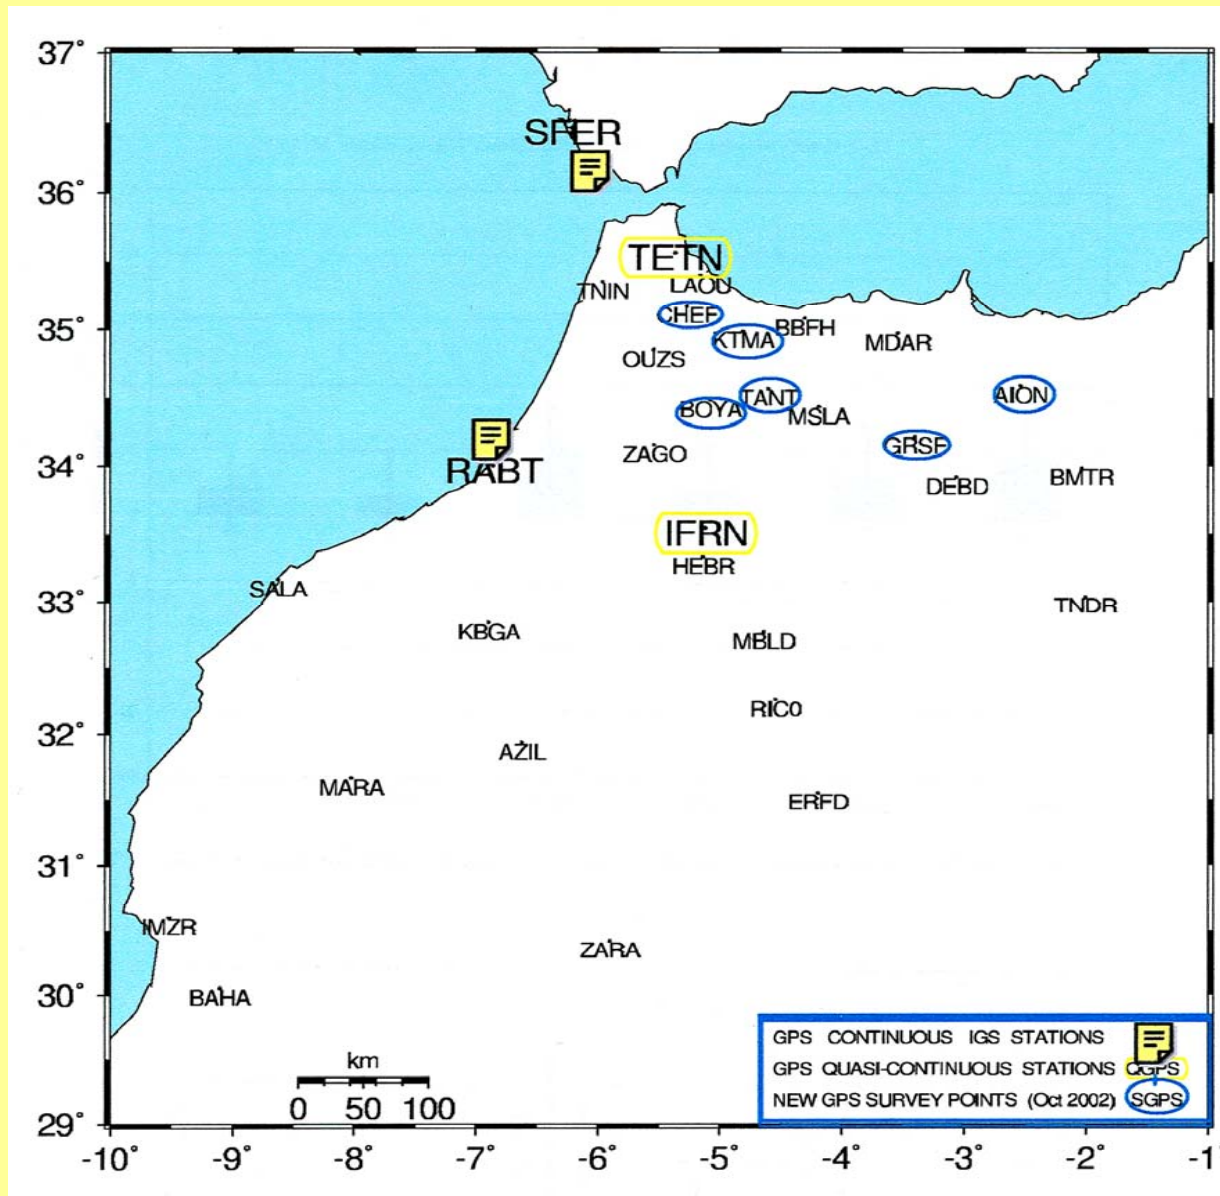 37°
SFER
36°
TETN
TNIN
LAOU
CHEF
35°
KTMA
BBFH
MDAR
OUZS
TANT
AION
BOYA
MSLA
GRSF
ZAGO
34°
RABT
BMTR
DEBD
IFRN
HEBR
SALA
33°
TNDR
KBGA
MBLD
RIC0
32°
AZIL
MARA
ERFD
31°
IMZR
ZARA
30°
BAHA
GPS CONTINUOUS IGS STATIONS
GPS QUASI-CONTINUOUS STATIONS QGPS
NEW GPS SURVEY POINTS (Oct 2002) SGPS
km
0 50 100
29°
-10° -9° -8° -7° -6° -5° -4° -3° -2° -1